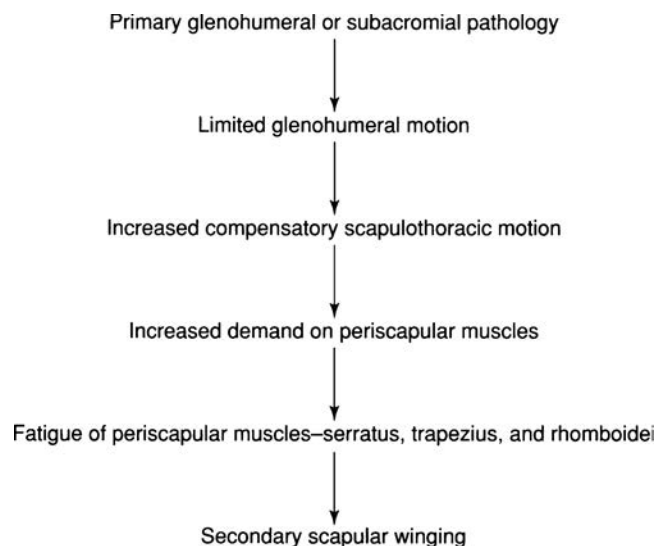 Primary glenohumeral or subacromial pathology
Limited glenohumeral motion
Increased compensatory scapulothoracic motion
Increased demand on periscapular muscles
Fatigue of periscapular muscles–serratus, trapezius, and rhomboidei
Secondary scapular winging